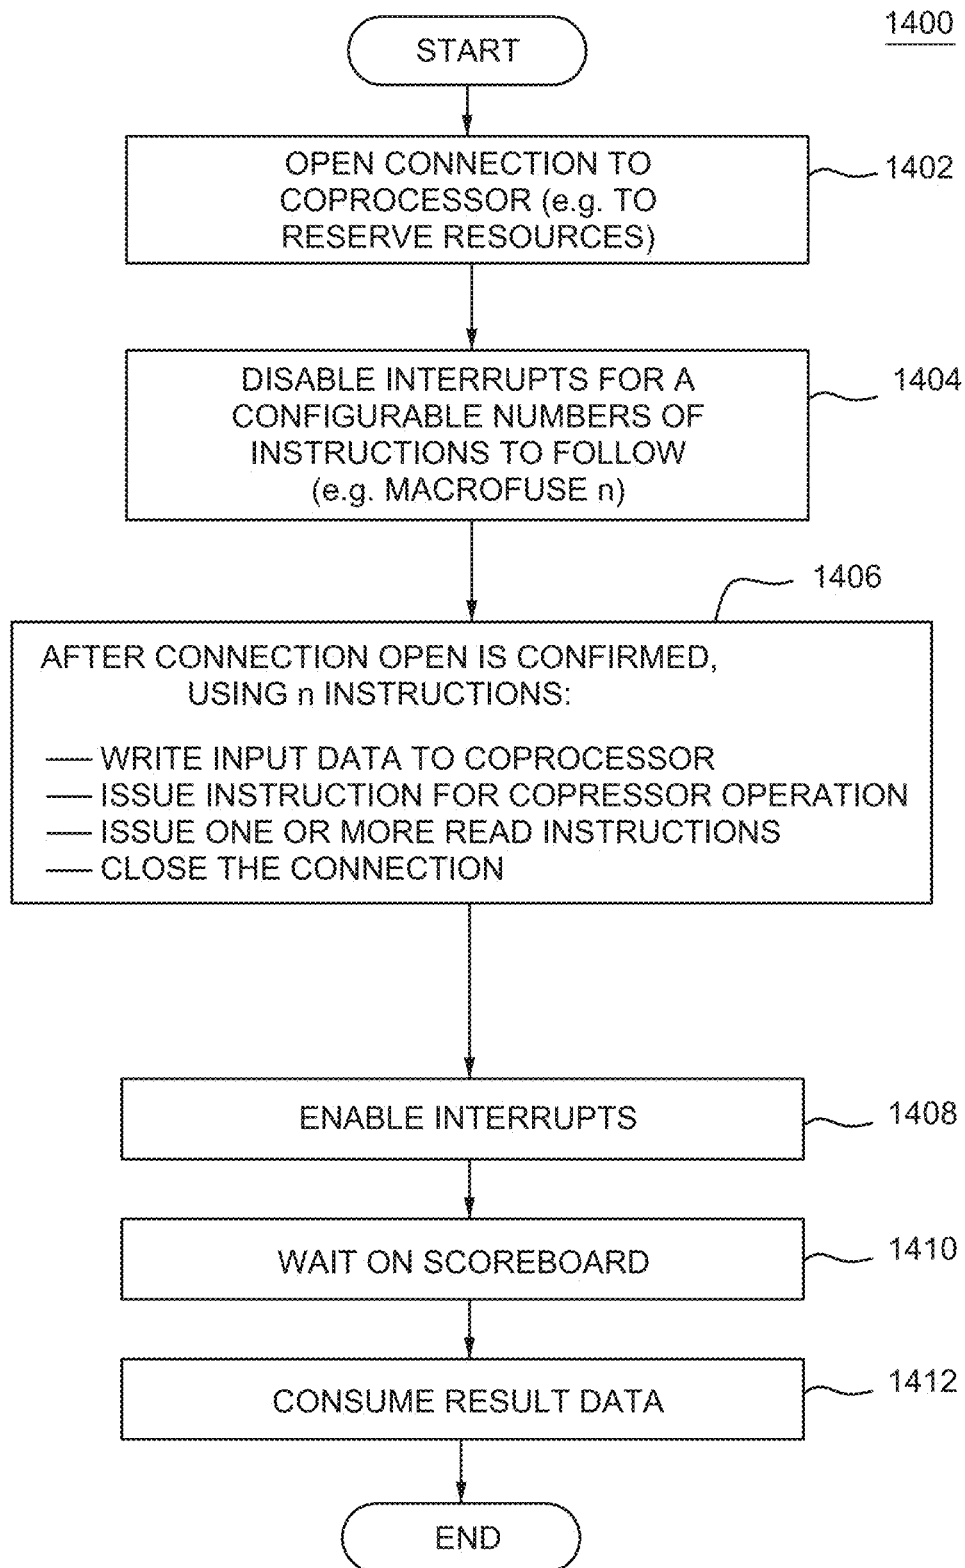 1400
START
OPEN CONNECTION TO
COPROCESSOR (e.g. TO
RESERVE RESOURCES)
1402
DISABLE INTERRUPTS FOR A
CONFIGURABLE NUMBERS OF
INSTRUCTIONS TO FOLLOW
(e.g. MACROFUSE n)
1404
1406
AFTER CONNECTION OPEN IS CONFIRMED,
USING n INSTRUCTIONS:
— WRITE INPUT DATA TO COPROCESSOR
— ISSUE INSTRUCTION FOR COPRESSOR OPERATION
— ISSUE ONE OR MORE READ INSTRUCTIONS
— CLOSE THE CONNECTION
ENABLE INTERRUPTS
1408
WAIT ON SCOREBOARD
1410
CONSUME RESULT DATA
1412
END